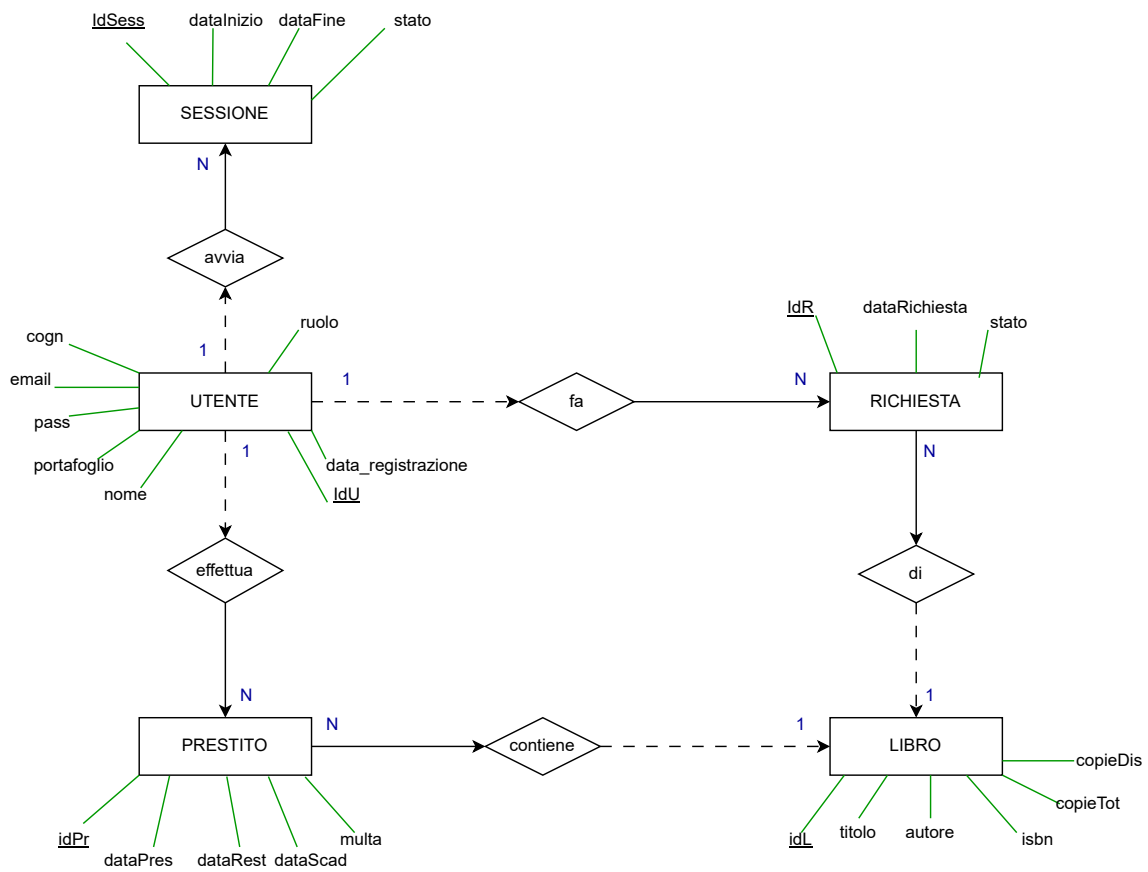 IdSess
dataInizio
dataFine
stato
SESSIONE
N
avvia
1
ruolo
cogn
email
pass
portafoglio
nome
UTENTE
data_registrazione
IdU
1
1
fa
N
IdR
dataRichiesta
stato
RICHIESTA
N
di
1
effettua
N
PRESTITO
N
contiene
1
LIBRO
idPr
dataPres
dataRest
dataScad
multa
idL
titolo
autore
isbn
copieTot
copieDis